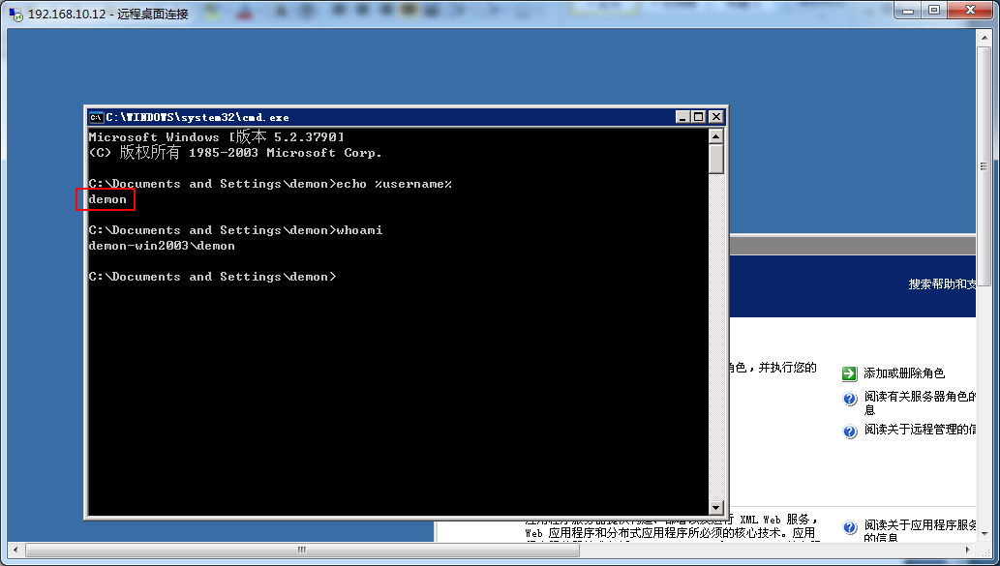 192.168.10.12 - 远程桌面连接
C:\WINDOWS\system32\cmd.exe
Microsoft Windows [版本 5.2.3790]
(C) 版权所有 1985-2003 Microsoft Corp.
C:\Documents and Settings\demon>echo %username%
demon
C:\Documents and Settings\demon>whoami
demon-win2003\demon
C:\Documents and Settings\demon>
搜索帮助和支
角色，并执行您的
添加或删除角色
阅读有关服务器角色的
息
阅读关于远程管理的信
XML Web 服务，
Web 应用程序和分布式应用程序所必须的核心技术。应用
阅读关于应用程序服务
的信息